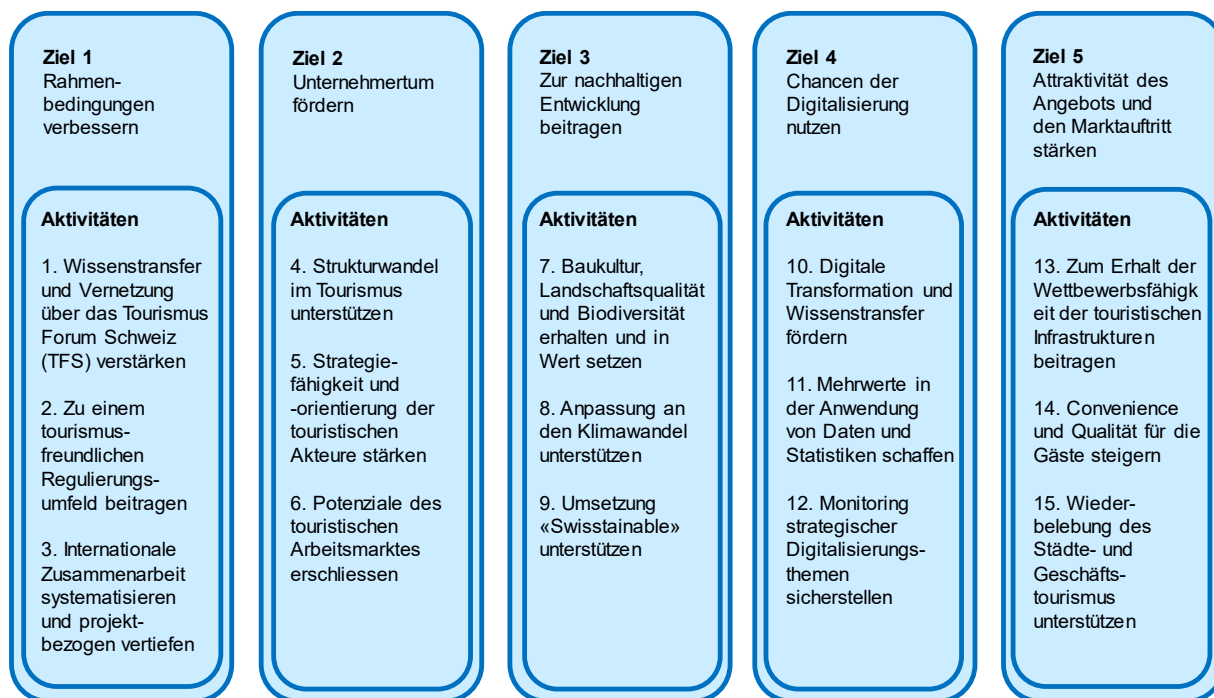 Ziel 1
Rahmen-
bedingungen
verbessern
Aktivitäten
1. Wissenstransfer
und Vernetzung
über das Tourismus
Forum Schweiz
(TFS) verstärken
2. Zu einem
tourismus-
freundlichen
Regulierungs-
umfeld beitragen
3. Internationale
Zusammenarbeit
systematisieren
und projekt-
bezogen vertiefen
Ziel 2
Unternehmertum
fördern
Aktivitäten
4. Strukturwandel
im Tourismus
unterstützen
5. Strategie-
fähigkeit und
-orientierung der
touristischen
Akteure stärken
6. Potenziale des
touristischen
Arbeitsmarktes
erschliessen
Ziel 3
Zur nachhaltigen
Entwicklung
beitragen
Aktivitäten
7. Baukultur,
Landschaftsqualität
und Biodiversität
erhalten und in
Wert setzen
8. Anpassung an
den Klimawandel
unterstützen
9. Umsetzung
«Swisstainable»
unterstützen
Ziel 4
Chancen der
Digitalisierung
nutzen
Aktivitäten
10. Digitale
Transformation und
Wissenstransfer
fördern
11. Mehrwerte in
der Anwendung
von Daten und
Statistiken schaffen
12. Monitoring
strategischer
Digitalisierungs-
themen
sicherstellen
Ziel 5
Attraktivität des
Angebots und
den Marktauftritt
stärken
Aktivitäten
13. Zum Erhalt der
Wettbewerbsfähigk
eit der touristischen
Infrastrukturen
beitragen
14. Convenience
und Qualität für die
Gäste steigern
15. Wieder-
belebung des
Städte- und
Geschäfts-
tourismus
unterstützen